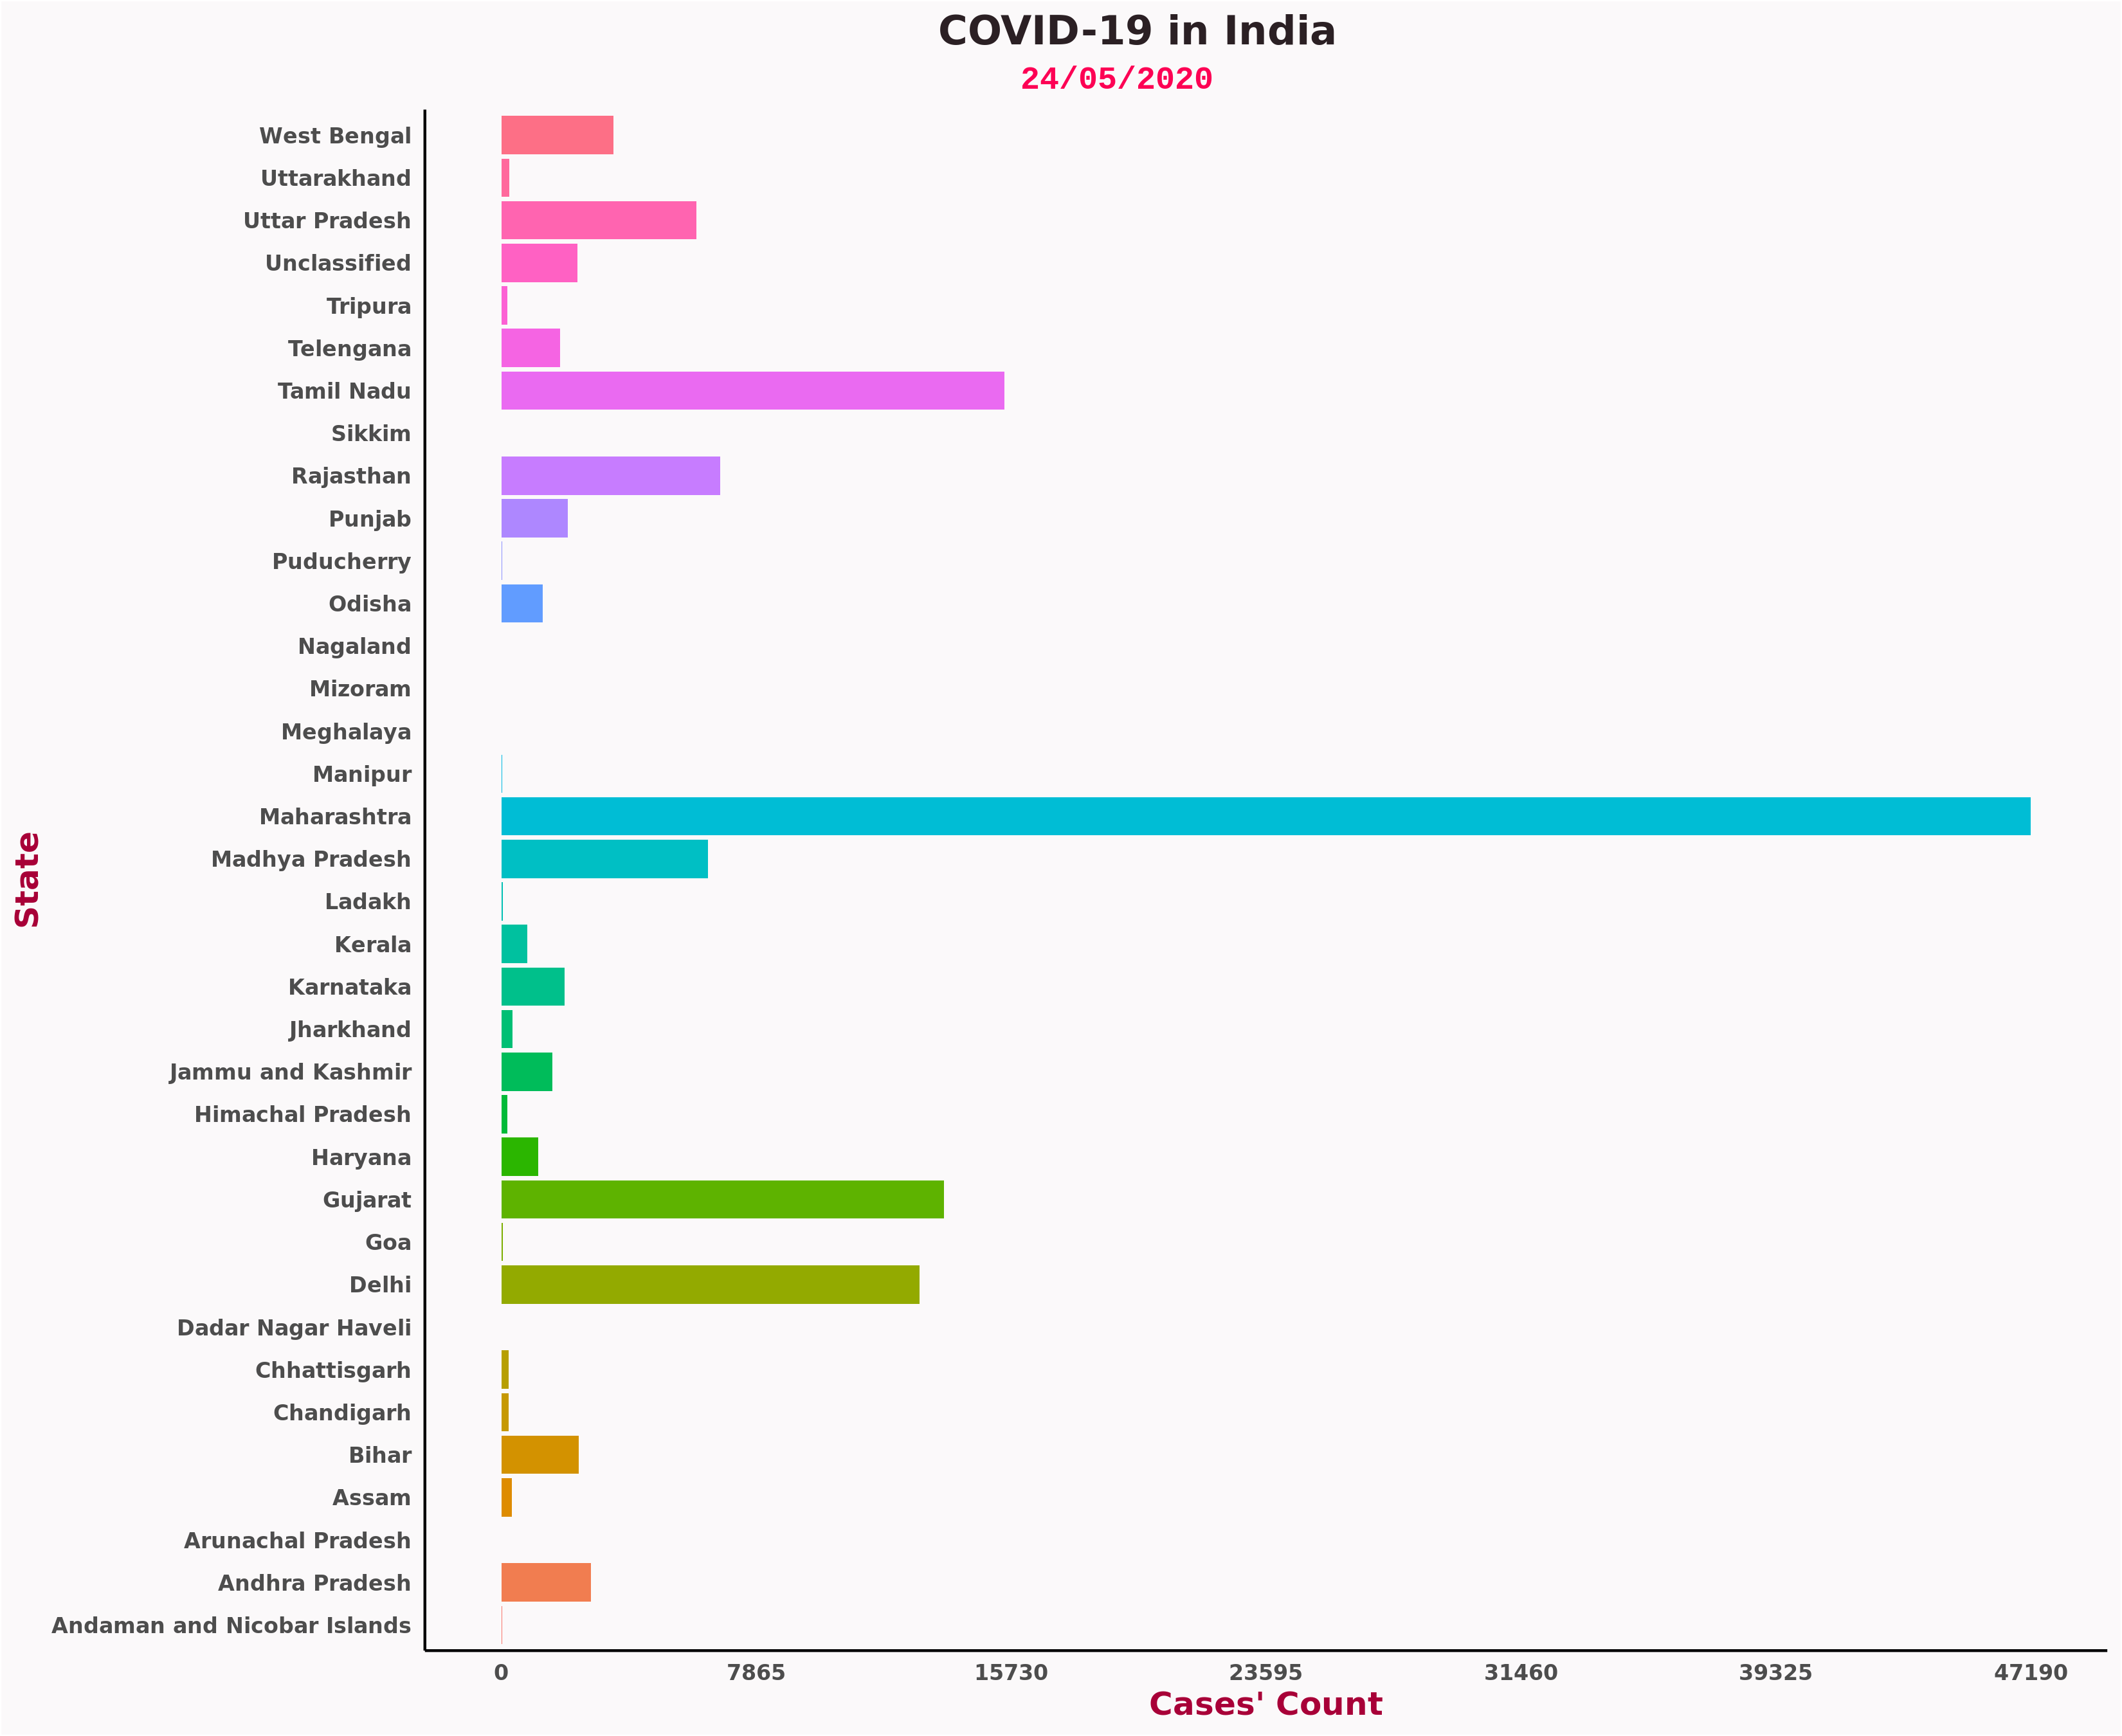 COVID-19 in India
24/05/2020
West Bengal
Uttarakhand
Uttar Pradesh
Unclassified
Tripura
Telengana
Tamil Nadu
Sikkim
Rajasthan
Punjab
Puducherry
Odisha
Nagaland
Mizoram
Meghalaya
Manipur
Maharashtra
Madhya Pradesh
Ladakh
Kerala
Karnataka
Jharkhand
Jammu and Kashmir
Himachal Pradesh
Haryana
Gujarat
Goa
Delhi
Dadar Nagar Haveli
Chhattisgarh
Chandigarh
Bihar
Assam
Arunachal Pradesh
Andhra Pradesh
Andaman and Nicobar Islands
State
0 7865 15730 23595 31460 39325 47190
Cases' Count